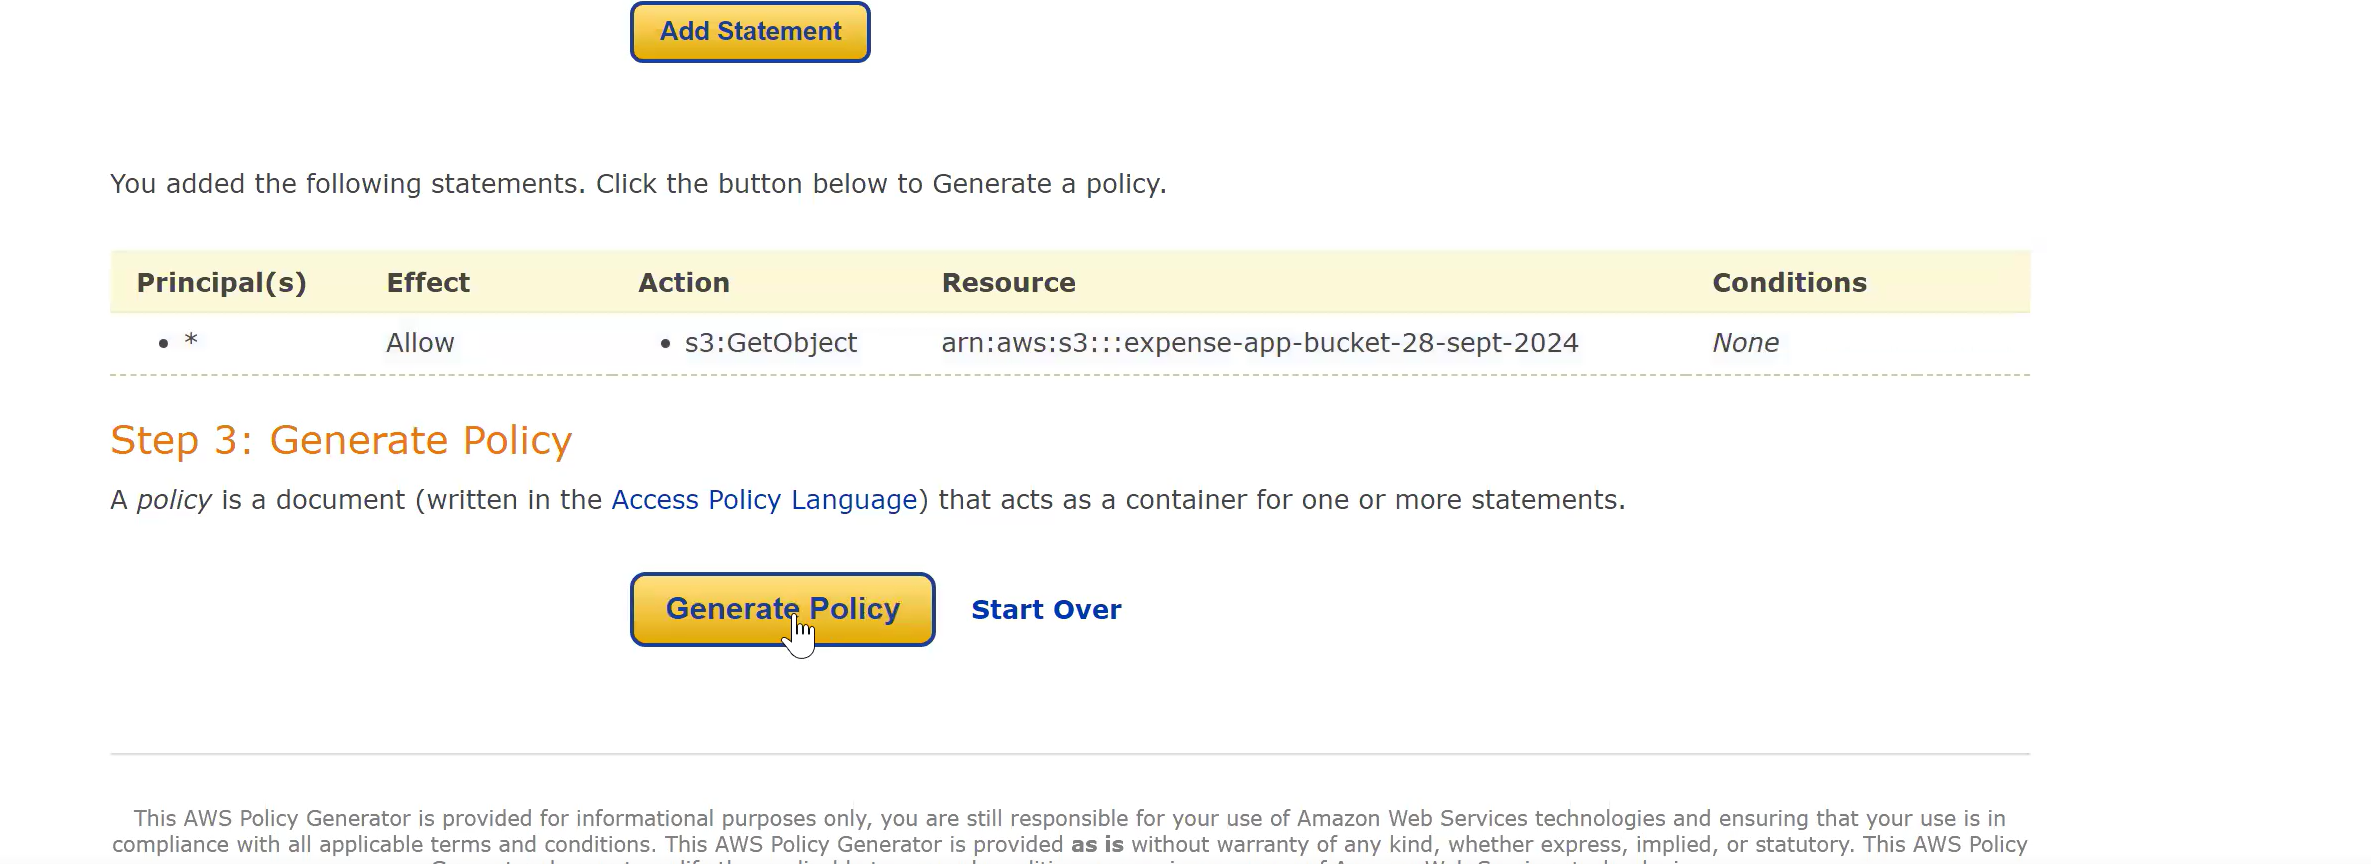 Add Statement
You added the following statements. Click the button below to Generate a policy.
Principal(s) Effect Action Resource Conditions
• * Allow • s3:GetObject arn:aws:s3:::expense-app-bucket-28-sept-2024 None
Step 3: Generate Policy
A policy is a document (written in the Access Policy Language) that acts as a container for one or more statements.
Generate Policy Start Over
This AWS Policy Generator is provided for informational purposes only, you are still responsible for your use of Amazon Web Services technologies and ensuring that your use is in
compliance with all applicable terms and conditions. This AWS Policy Generator is provided as is without warranty of any kind, whether express, implied, or statutory. This AWS Policy